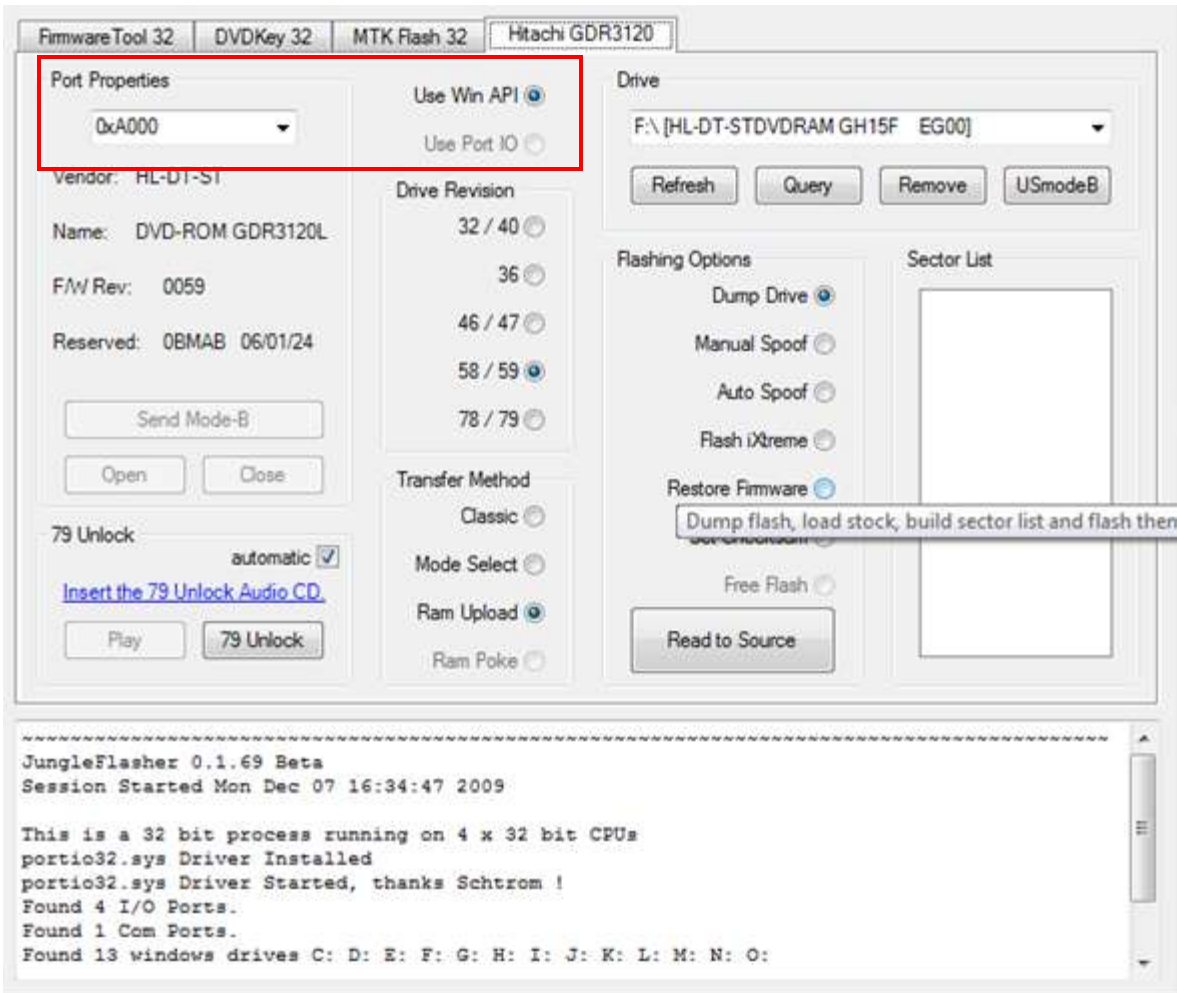 FirmwareTool 32 DVDKey 32 MTK Flash 32 Hitachi GDR3120
Port Properties
0xA000
Use Win API
Use Port IO
Vendor: HL-DT-ST
Name: DVD-ROM GDR3120L
F/W Rev: 0059
Reserved: 0BMAB 06/01/24
Send Mode-B
Open Close
79 Unlock
automatic
Insert the 79 Unlock Audio CD.
Play 79 Unlock
Drive Revision
32 / 40
36
46 / 47
58 / 59
78 / 79
Transfer Method
Classic
Mode Select
Ram Upload
Ram Poke
Drive
F:\ [HL-DT-STDVDRAM GH15F EG00]
Refresh Query Remove USmodeB
Flashing Options
Dump Drive
Manual Spoof
Auto Spoof
Flash iXtreme
Restore Firmware
Dump flash, load stock, build sector list and flash then
Free Flash
Read to Source
Sector List
~~~~~~~~~~~~~~~~~~~~~~~~~~~~~~~~~~~~~~~~~~~~~~~~~~~~~~~~~~~~~~~~~~~~~~~~~~~~~~~~~~~~~~~~~~
JungleFlasher 0.1.69 Beta
Session Started Mon Dec 07 16:34:47 2009
This is a 32 bit process running on 4 x 32 bit CPUs
portio32.sys Driver Installed
portio32.sys Driver Started, thanks Schtrom !
Found 4 I/O Ports.
Found 1 Com Ports.
Found 13 windows drives C: D: E: F: G: H: I: J: K: L: M: N: O: